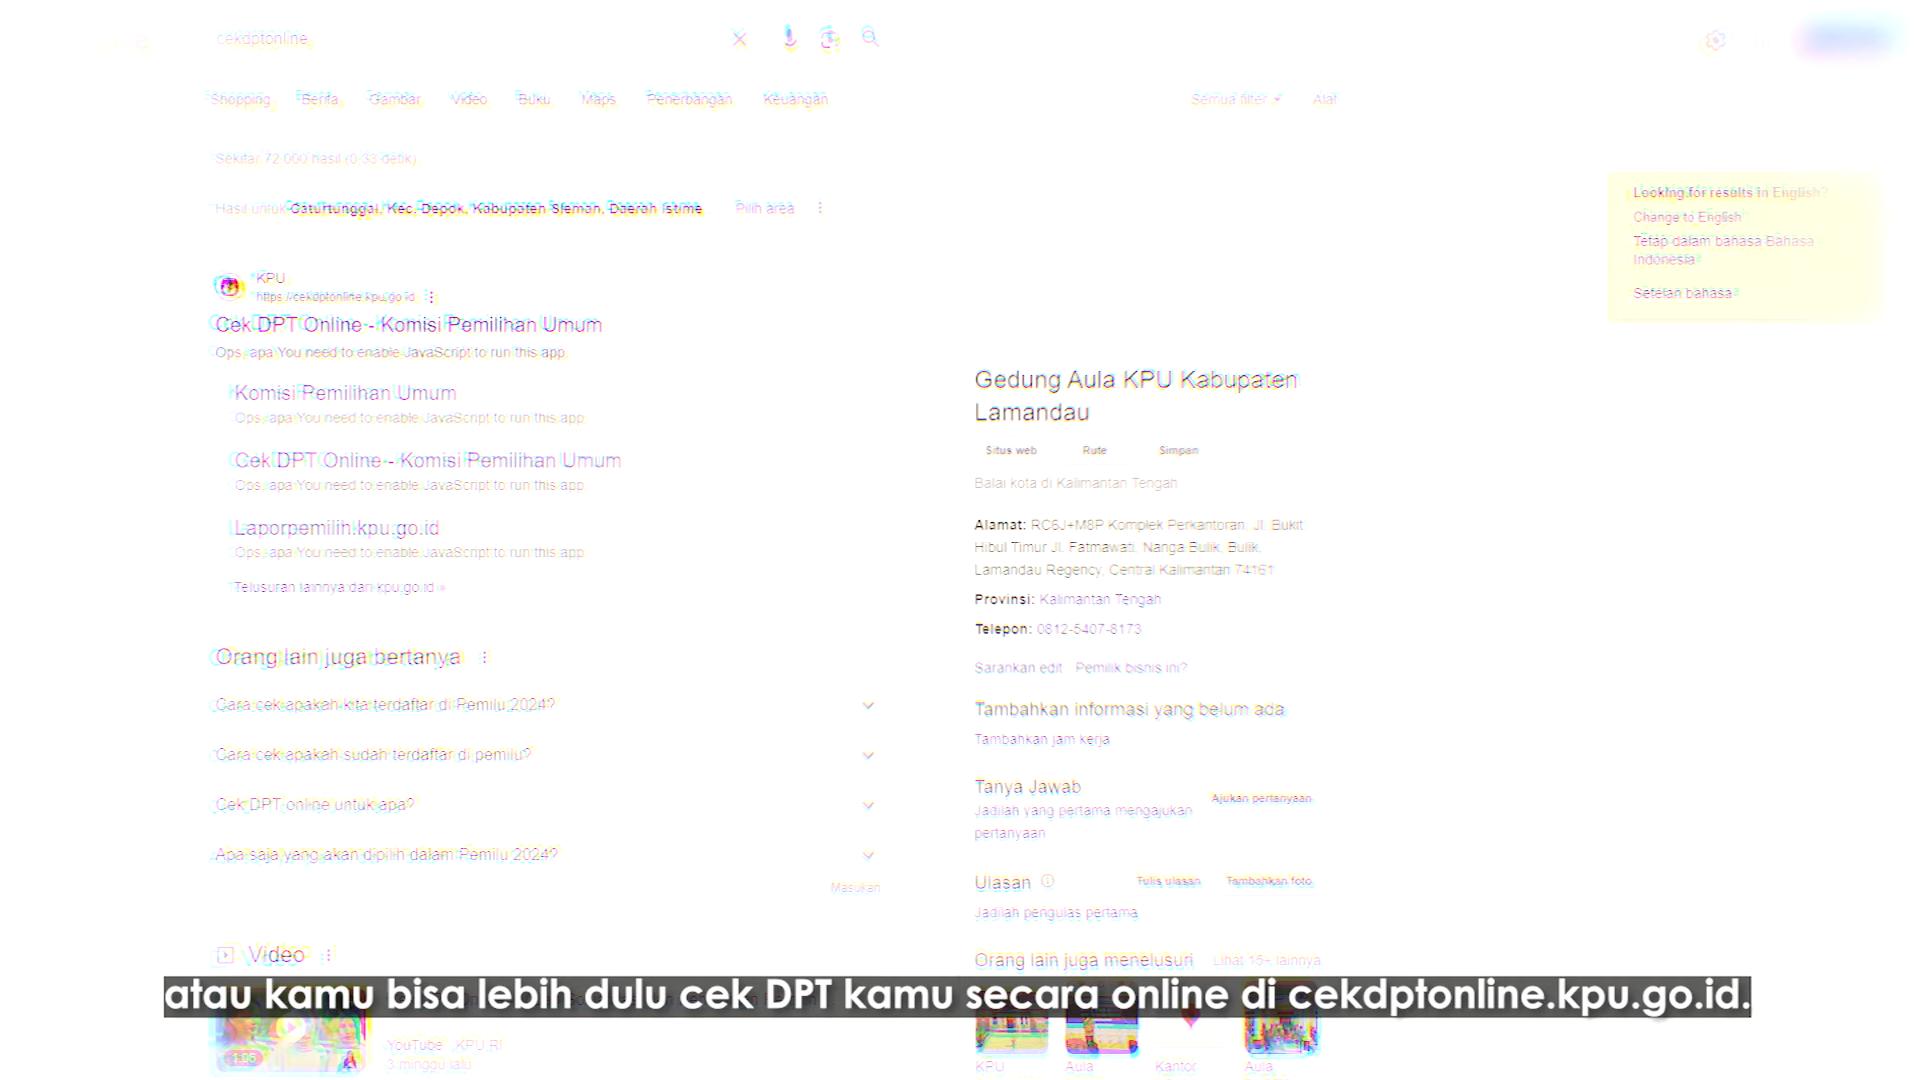 cekdptonline
Shopping Berita Gambar Video Buku Maps Penerbangan Keuangan
Semua filter Alat
Sekitar 72.000 hasil (0,33 detik)
Hasil untuk Caturtunggal, Kec. Depok, Kabupaten Sleman, Daerah Istime Pilih area
Looking for results in English?
Change to English
Tetap dalam bahasa Bahasa
Indonesia
Setelan bahasa
KPU
https://cekdptonline.kpu.go.id
Cek DPT Online - Komisi Pemilihan Umum
Ops, apa You need to enable JavaScript to run this app.
Komisi Pemilihan Umum
Ops, apa You need to enable JavaScript to run this app.
Cek DPT Online - Komisi Pemilihan Umum
Ops, apa You need to enable JavaScript to run this app.
Laporpemilih.kpu.go.id
Ops, apa You need to enable JavaScript to run this app.
Telusuran lainnya dari kpu.go.id »
Orang lain juga bertanya
Cara cek apakah kita terdaftar di Pemilu 2024?
Cara cek apakah sudah terdaftar di pemilu?
Cek DPT online untuk apa?
Apa saja yang akan dipilih dalam Pemilu 2024?
Masukan
Video
YouTube KPU RI
3 minggu lalu
1:06
Gedung Aula KPU Kabupaten
Lamandau
Situs web Rute Simpan
Balai kota di Kalimantan Tengah
Alamat: RC6J+M8P Komplek Perkantoran, Jl. Bukit
Hibul Timur Jl. Fatmawati, Nanga Bulik, Bulik,
Lamandau Regency, Central Kalimantan 74161
Provinsi: Kalimantan Tengah
Telepon: 0812-5407-8173
Sarankan edit Pemilik bisnis ini?
Tambahkan informasi yang belum ada
Tambahkan jam kerja
Tanya Jawab
Jadilah yang pertama mengajukan
pertanyaan
Ajukan pertanyaan
Ulasan
Tulis ulasan Tambahkan foto
Jadilah pengulas pertama
Orang lain juga menelusuri Lihat 15+ lainnya
KPU Aula Kantor Aula
atau kamu bisa lebih dulu cek DPT kamu secara online di cekdptonline.kpu.go.id.